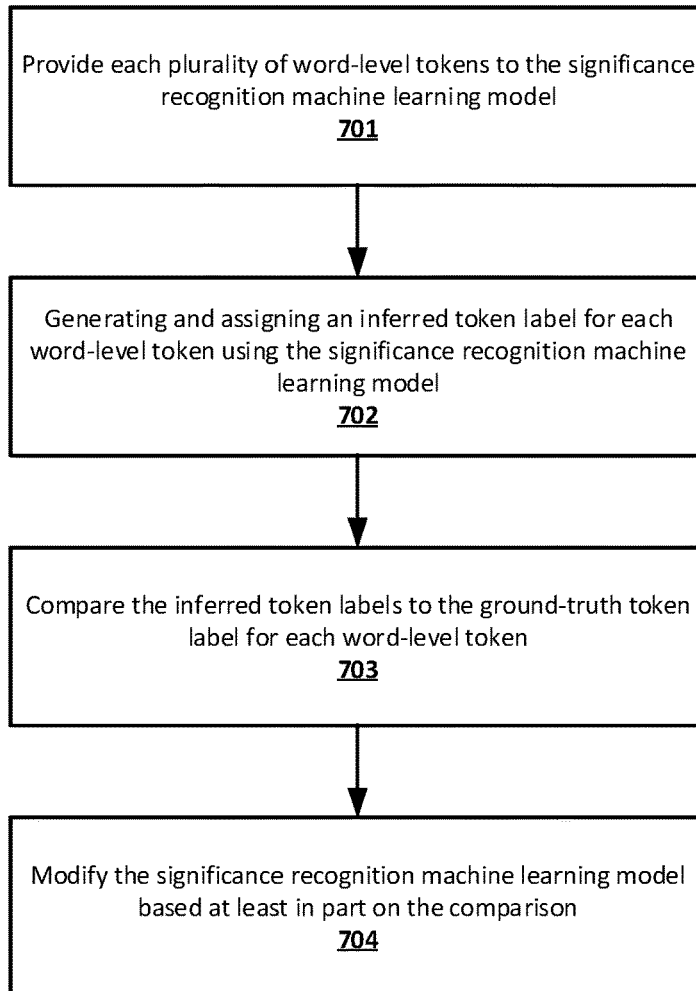 Provide each plurality of word-level tokens to the significance
recognition machine learning model
701
Generating and assigning an inferred token label for each
word-level token using the significance recognition machine
learning model
702
Compare the inferred token labels to the ground-truth token
label for each word-level token
703
Modify the significance recognition machine learning model
based at least in part on the comparison
704